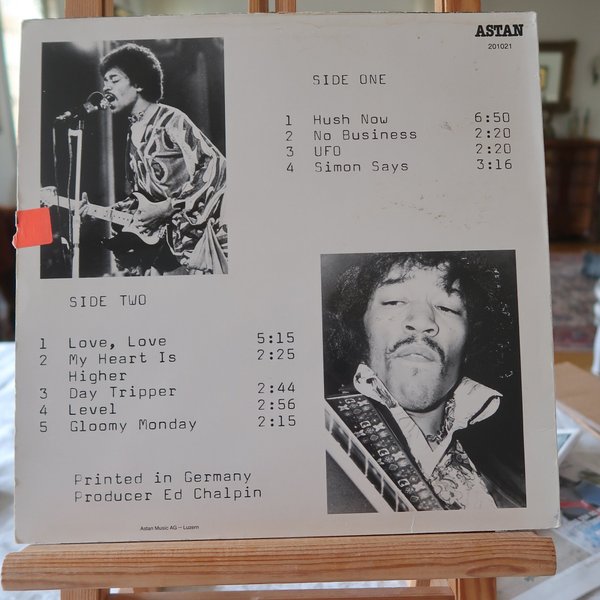 ASTAN
201021
SIDE ONE
1 Hush Now 6:50
2 No Business 2:20
3 UFO 2:20
4 Simon Says 3:16
SIDE TWO
1 Love, Love 5:15
2 My Heart Is 2:25
Higher
3 Day Tripper 2:44
4 Level 2:56
5 Gloomy Monday 2:15
Printed in Germany
Producer Ed Chalpin
Astan Music AG – Luzern